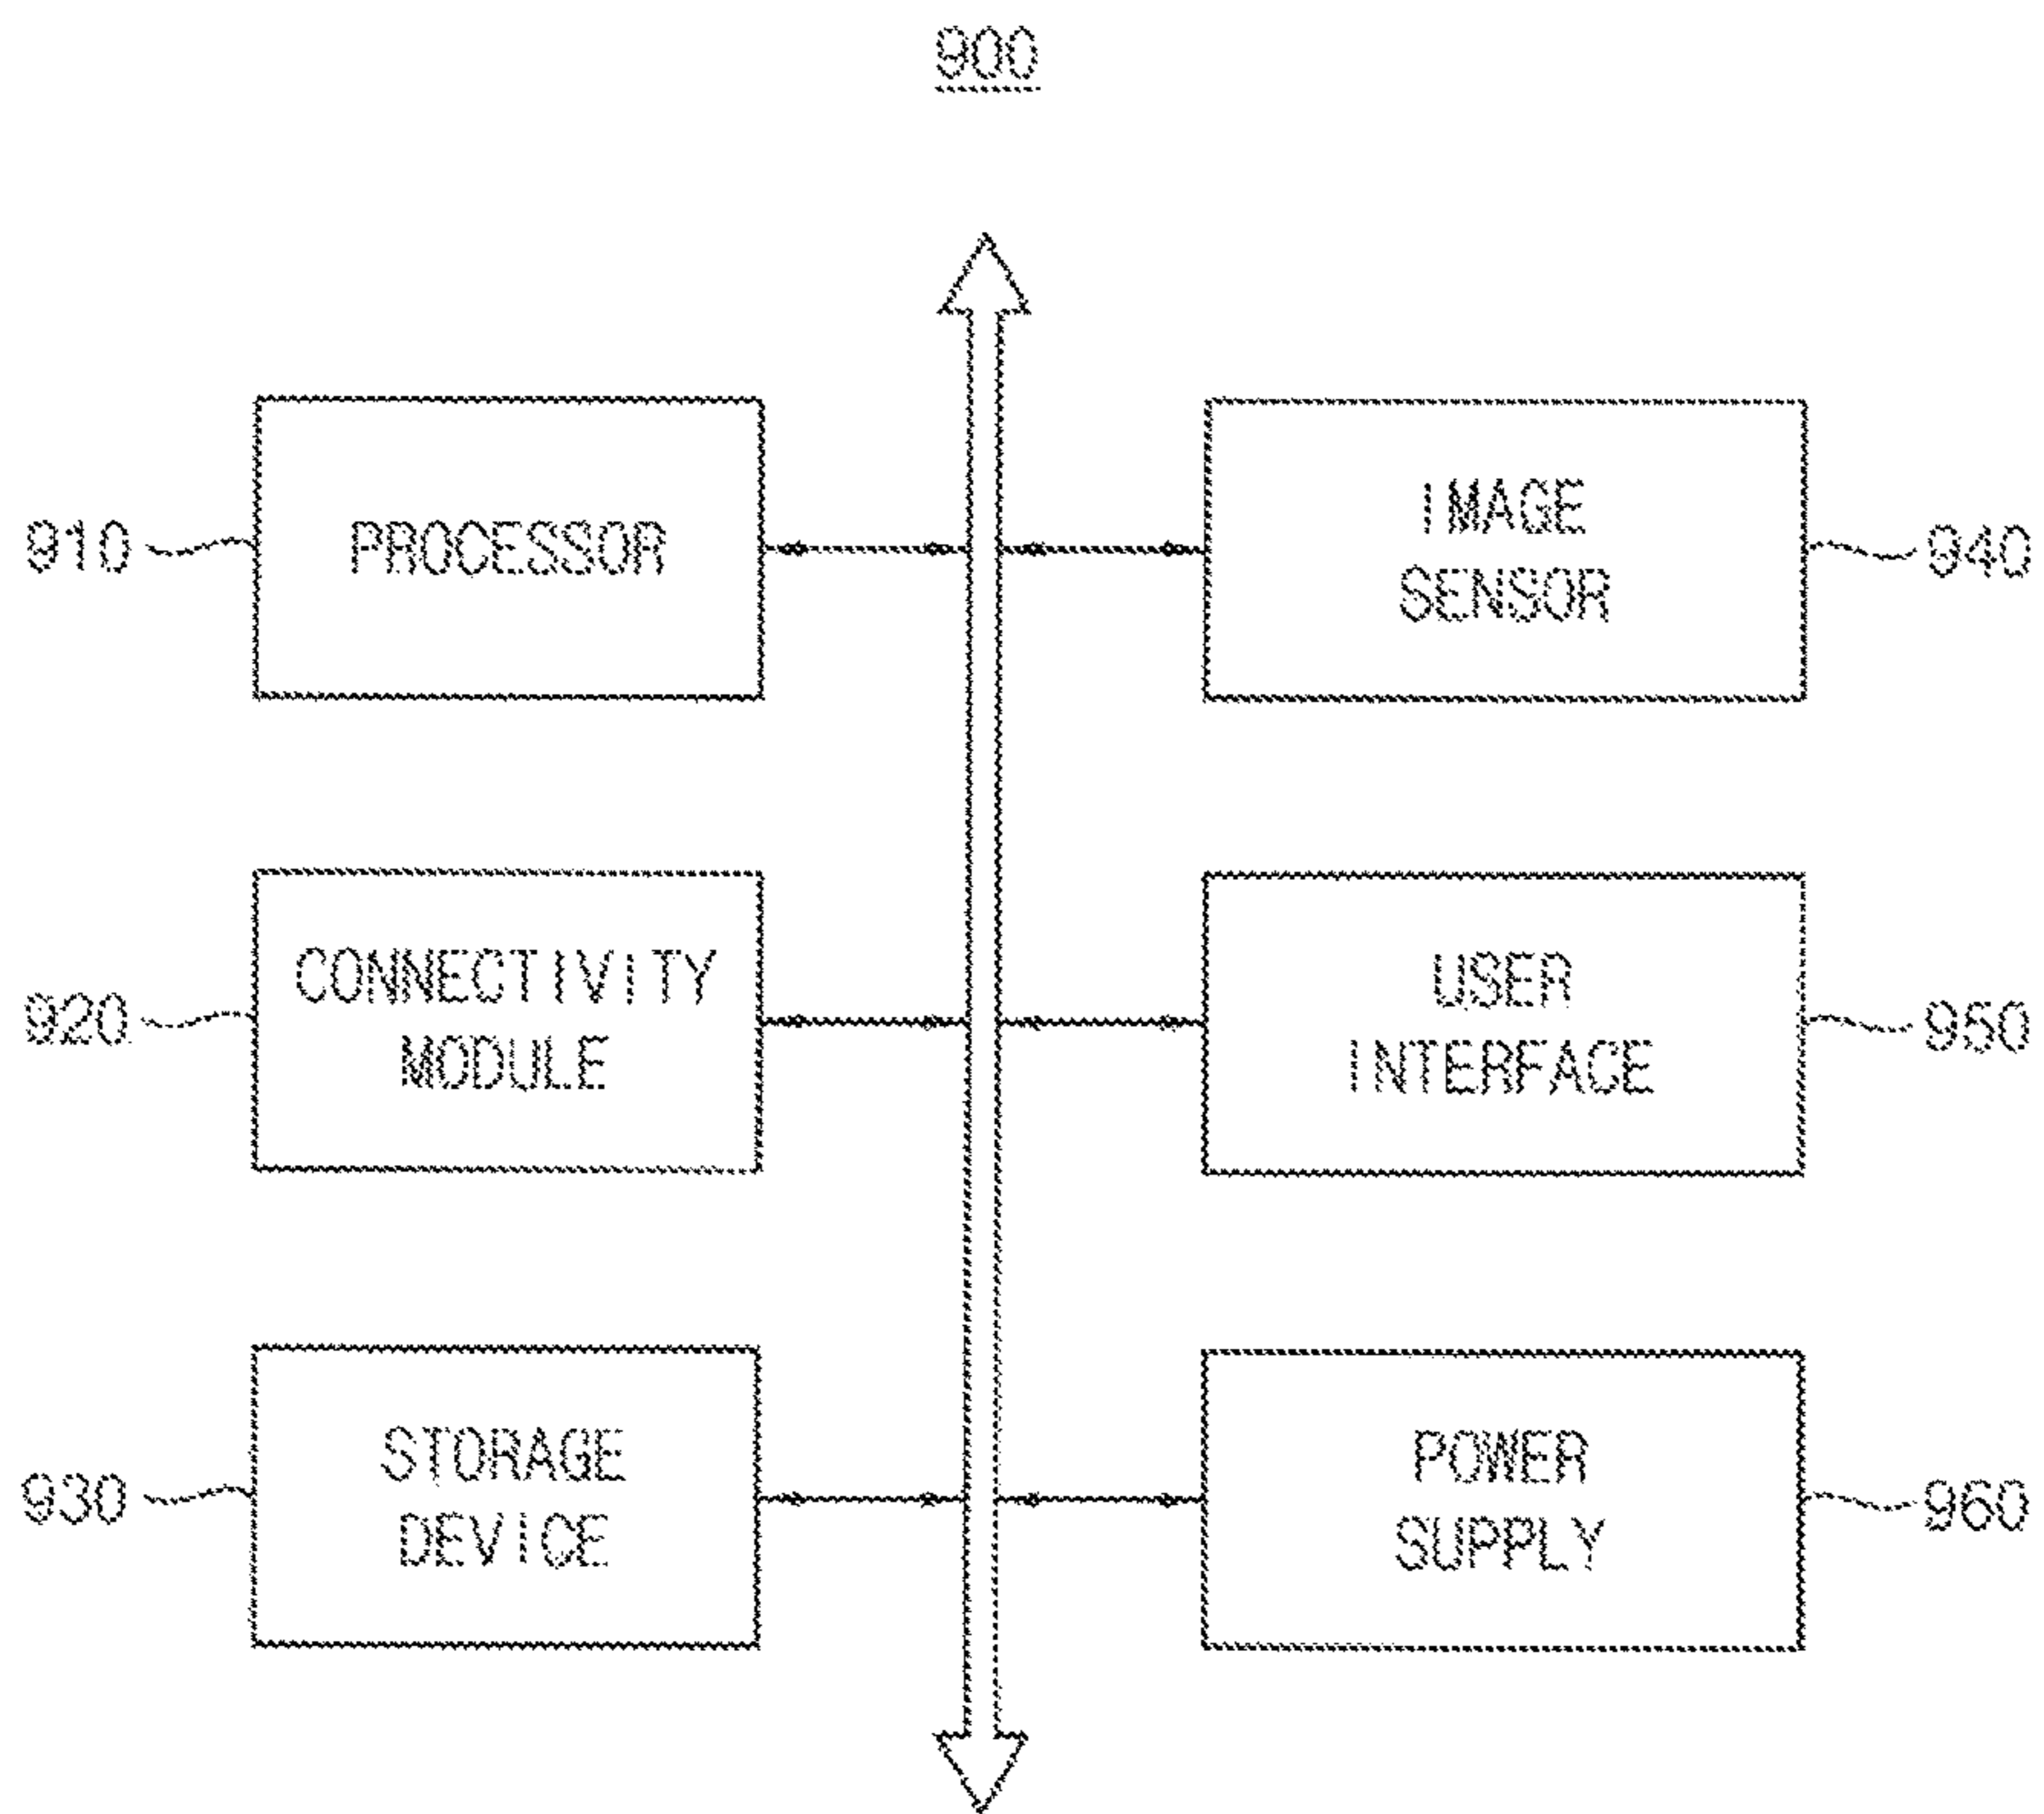 900
910
PROCESSOR
IMAGE
SENSOR
940
920
CONNECTIVITY
MODULE
USER
INTERFACE
950
930
STORAGE
DEVICE
POWER
SUPPLY
960